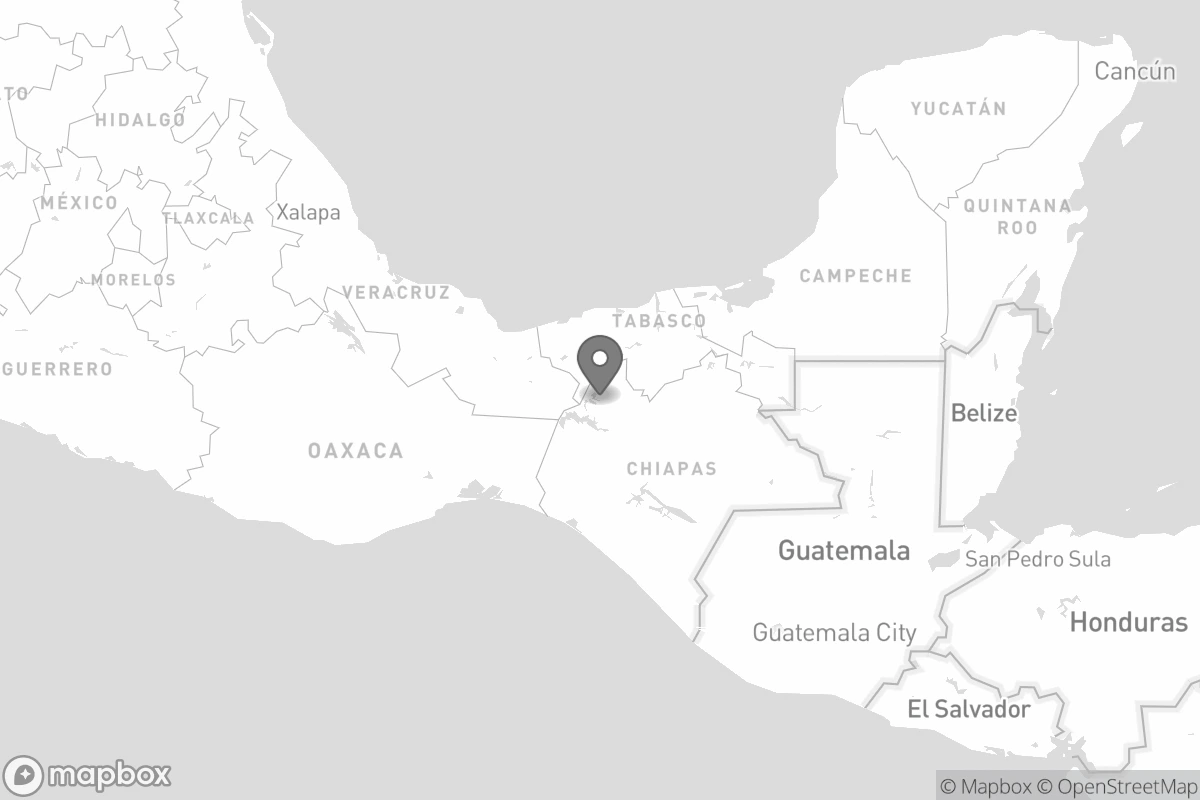 Cancún
TO
YUCATÁN
HIDALGO
MÉXICO
QUINTANA
ROO
Xalapa
TLAXCALA
MORELOS
CAMPECHE
VERACRUZ
TABASCO
GUERRERO
Belize
OAXACA
CHIAPAS
Guatemala
San Pedro Sula
Honduras
Guatemala City
El Salvador
mapbox
© Mapbox © OpenStreetMap